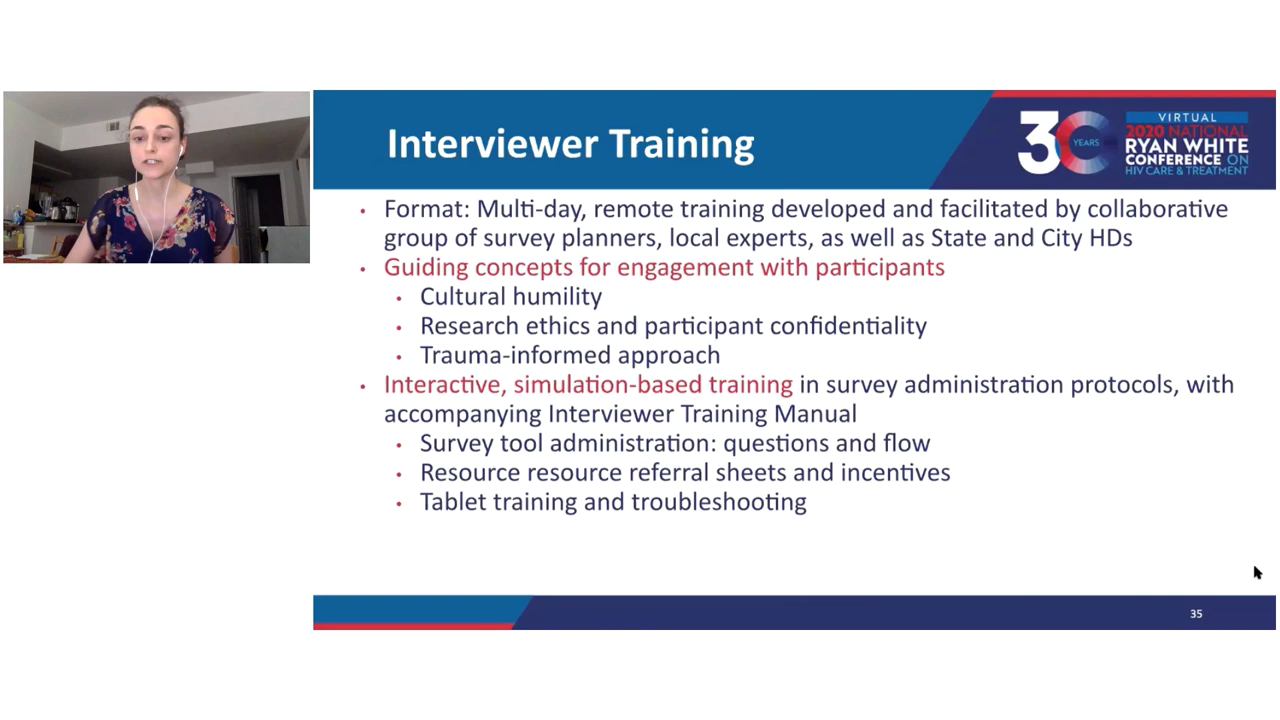 Interviewer Training
30 YEARS
VIRTUAL
2020 NATIONAL
RYAN WHITE
CONFERENCE ON
HIV CARE & TREATMENT
• Format: Multi-day, remote training developed and facilitated by collaborative
group of survey planners, local experts, as well as State and City HDs
• Guiding concepts for engagement with participants
• Cultural humility
• Research ethics and participant confidentiality
• Trauma-informed approach
• Interactive, simulation-based training in survey administration protocols, with
accompanying Interviewer Training Manual
• Survey tool administration: questions and flow
• Resource resource referral sheets and incentives
• Tablet training and troubleshooting
35